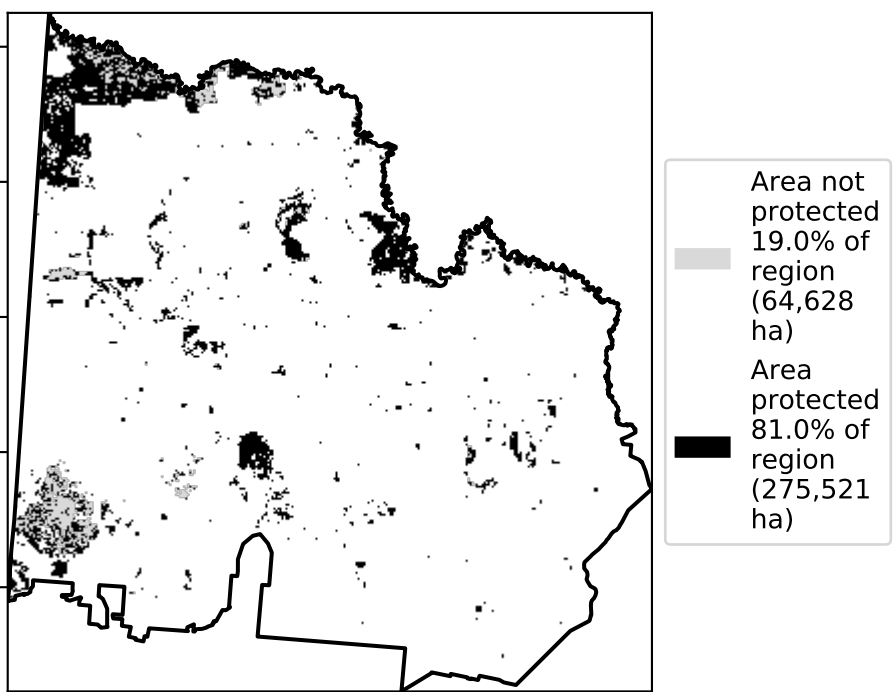 Area not
protected
19.0% of
region
(64,628
ha)
Area
protected
81.0% of
region
(275,521
ha)